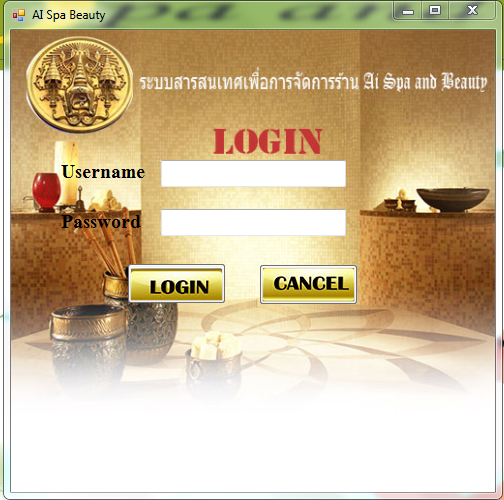 AI Spa Beauty
ระบบสารสนเทศเพื่อการจัดการร้าน Ai Spa and Beauty
LOGIN
Username
Password
LOGIN CANCEL